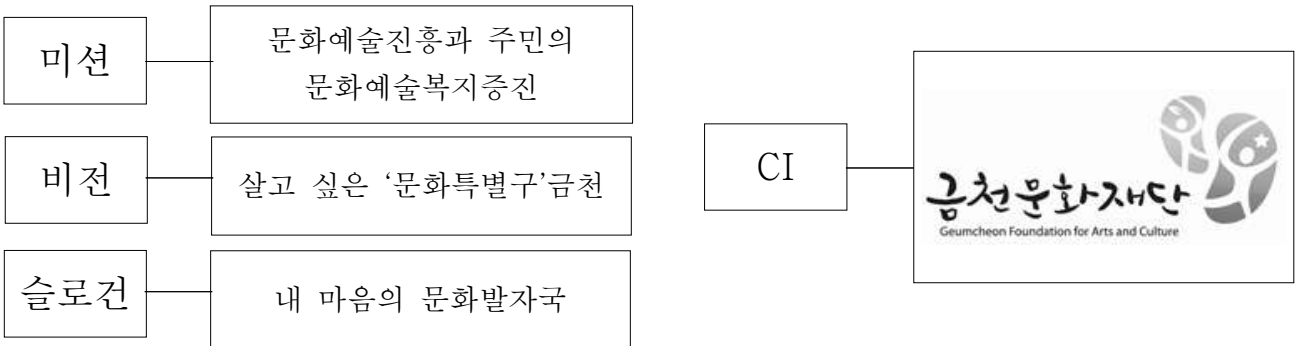 미션
문화예술진흥과 주민의
문화예술복지증진
비전
살고 싶은 ‘문화특별구’금천
슬로건
내 마음의 문화발자국
CI
금천문화재단
Geumcheon Foundation for Arts and Culture